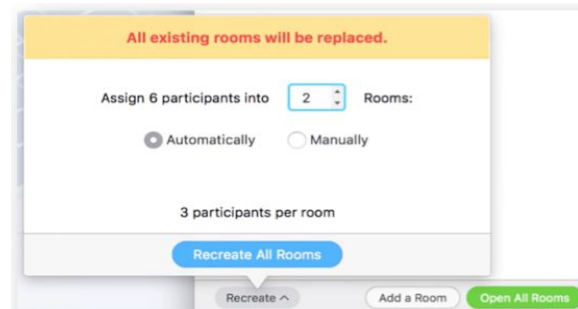 All existing rooms will be replaced.
Assign 6 participants into 2 Rooms:
Automatically Manually
3 participants per room
Recreate All Rooms
Recreate Add a Room Open All Rooms